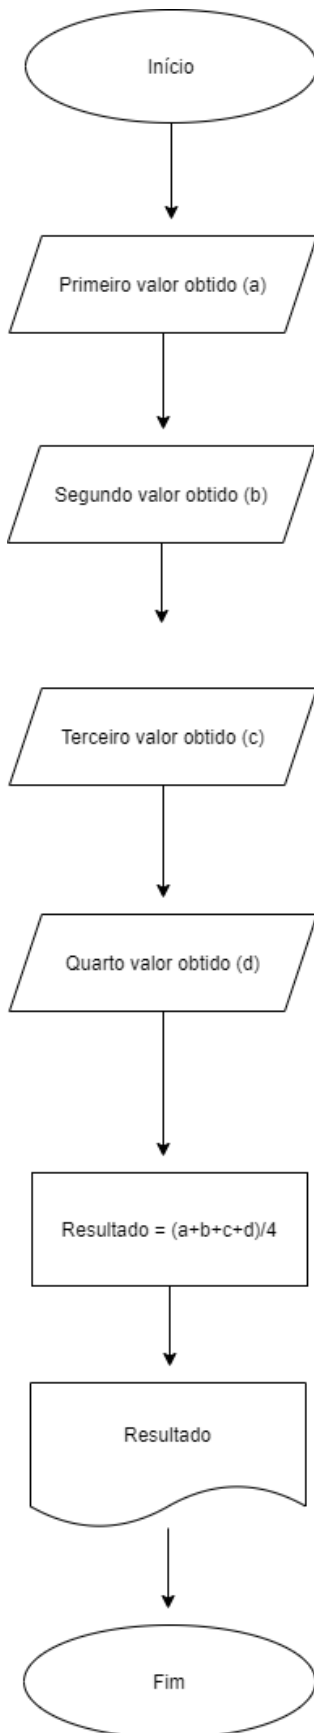 Início
Primeiro valor obtido (a)
Segundo valor obtido (b)
Terceiro valor obtido (c)
Quarto valor obtido (d)
Resultado = (a+b+c+d)/4
Resultado
Fim